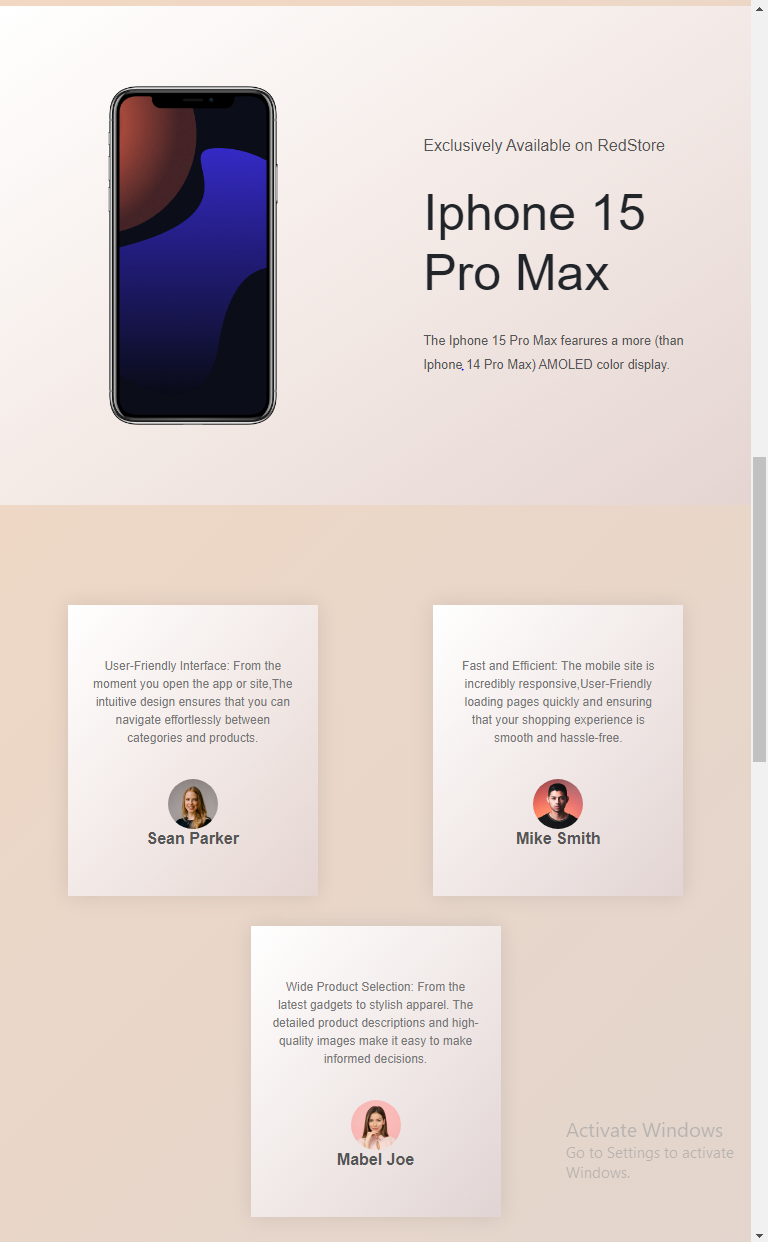 Exclusively Available on RedStore
Iphone 15
Pro Max
The Iphone 15 Pro Max fearures a more (than
Iphone 14 Pro Max) AMOLED color display.
User-Friendly Interface: From the
moment you open the app or site,The
intuitive design ensures that you can
navigate effortlessly between
categories and products.
Sean Parker
Fast and Efficient: The mobile site is
incredibly responsive,User-Friendly
loading pages quickly and ensuring
that your shopping experience is
smooth and hassle-free.
Mike Smith
Wide Product Selection: From the
latest gadgets to stylish apparel. The
detailed product descriptions and high-
quality images make it easy to make
informed decisions.
Mabel Joe
Activate Windows
Go to Settings to activate
Windows.